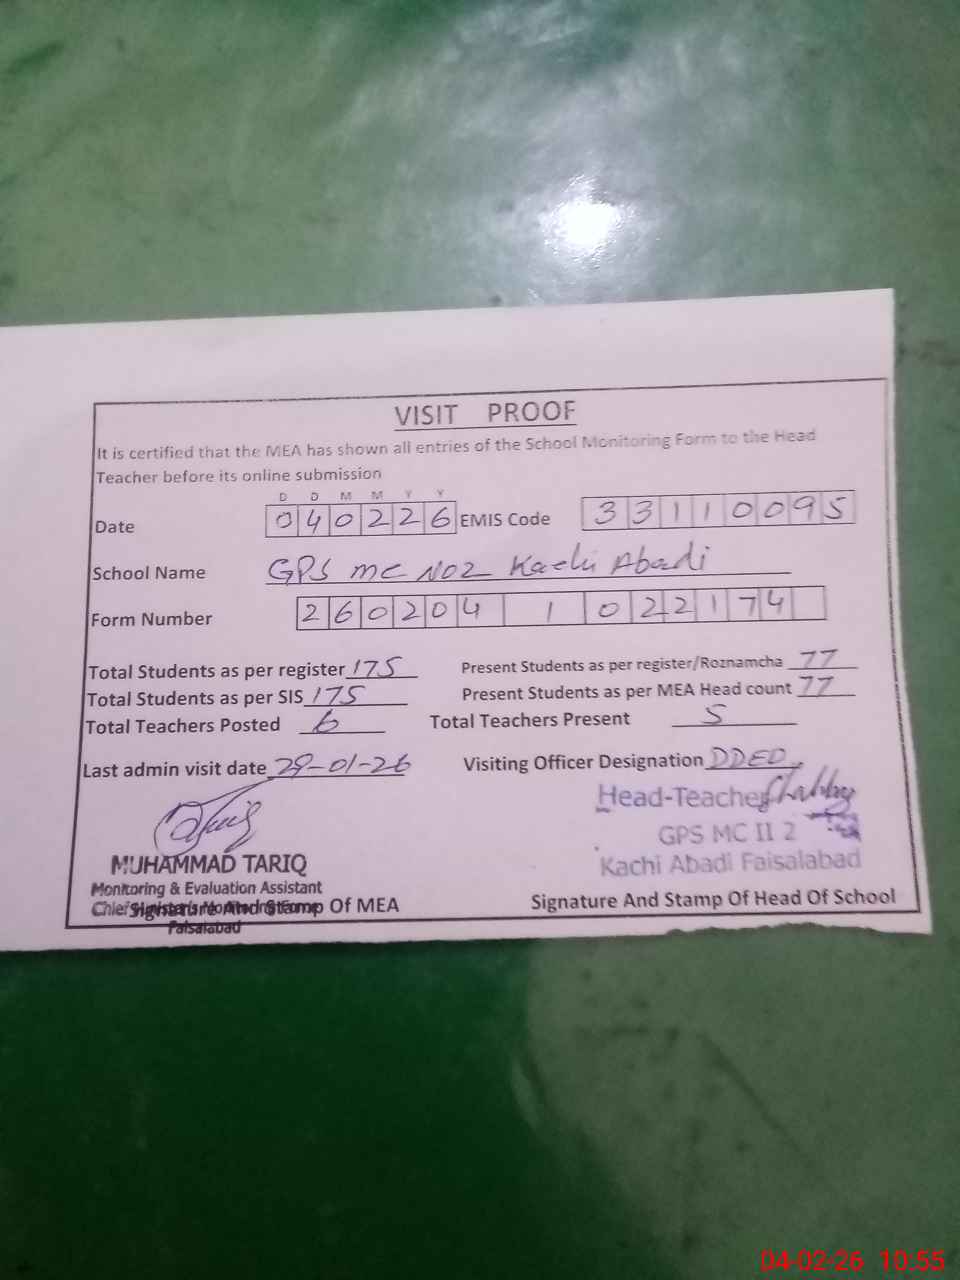 VISIT PROOF
It is certified that the MEA has shown all entries of the School Monitoring Form to the Head
Teacher before its online submission
D D M M Y Y
Date 040226 EMIS Code 33110095
School Name GPS MC NO2 Kachi Abadi
Form Number 260204 1 022174
Total Students as per register 175 Present Students as per register/Roznamcha 77
Total Students as per SIS 175 Present Students as per MEA Head count 77
Total Teachers Posted 6 Total Teachers Present 5
Last admin visit date 29-01-26 Visiting Officer Designation DDEO
Head-Teacher
GPS MC II 2
Kachi Abadi Faisalabad
MUHAMMAD TARIQ
Monitoring & Evaluation Assistant
Signature And Stamp Of MEA Signature And Stamp Of Head Of School
Faisalabad
04-02-26 10:55